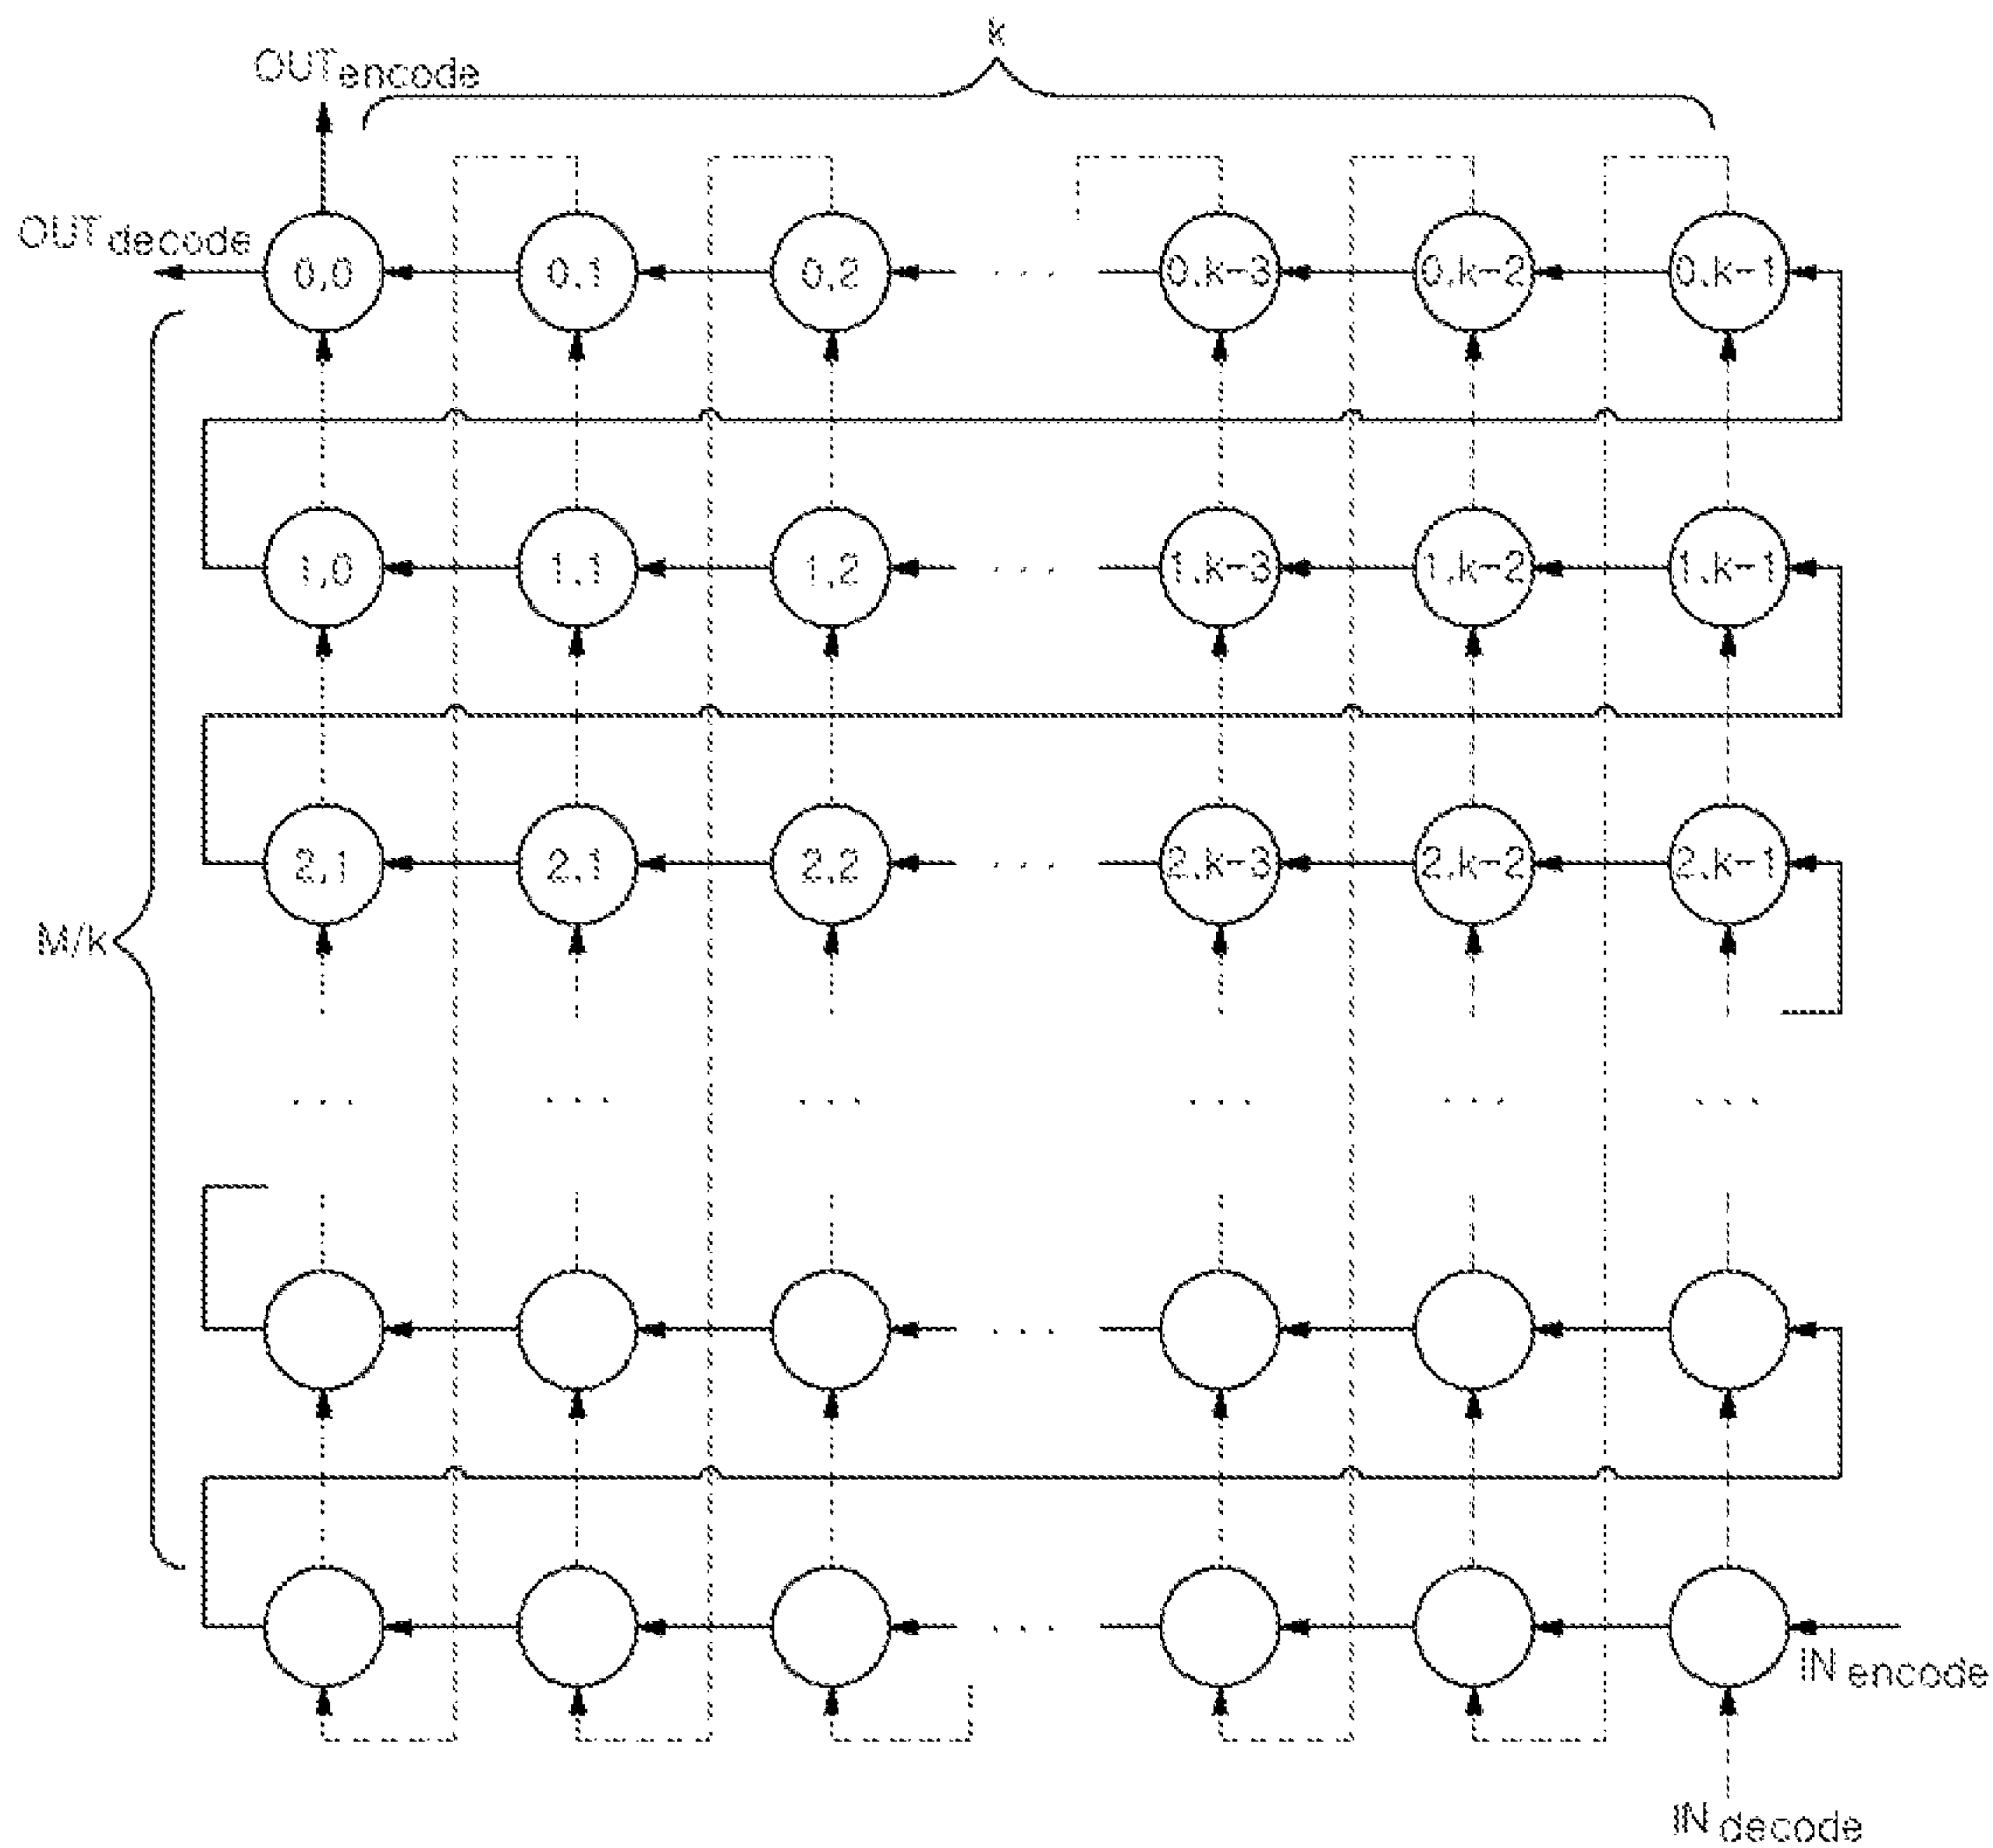 k
OUTencode
OUTdecode
0,0 0,1 0,2 ... 0.k-3 0,k-2 0.k-1
1,0 1,1 1,2 ... 1.k-3 1,k-2 1.k-1
2,1 2,1 2,2 ... 2.k-3 2,k-2 2.k-1
M/k
... ... ... ... ... ...
...
...
IN encode
IN decode